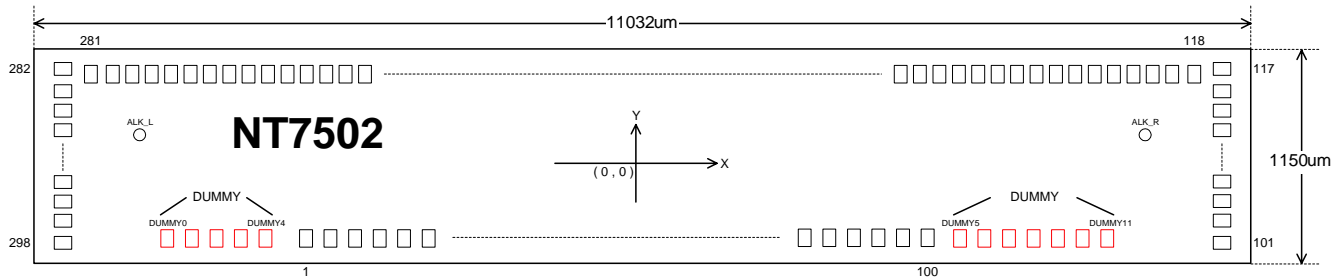 11032um
281
118
282
117
ALK_L
NT7502
Y
X
(0,0)
ALK_R
1150um
DUMMY
DUMMY
DUMMY0
DUMMY4
DUMMY5
DUMMY11
298
101
1
100